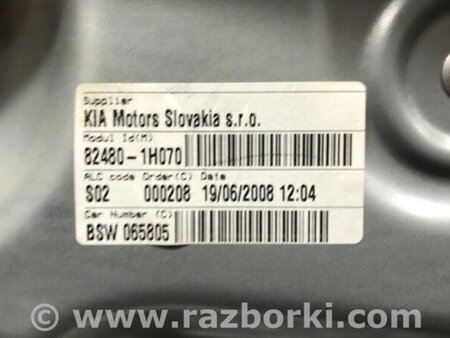 Supplier
KIA Motors Slovakia s.r.o.
Modul Id(M)
82480-1H070
ALC code Order(C) Date
S02 000208 19/06/2008 12:04
Car Number (C)
BSW 065805
© www.razborki.com